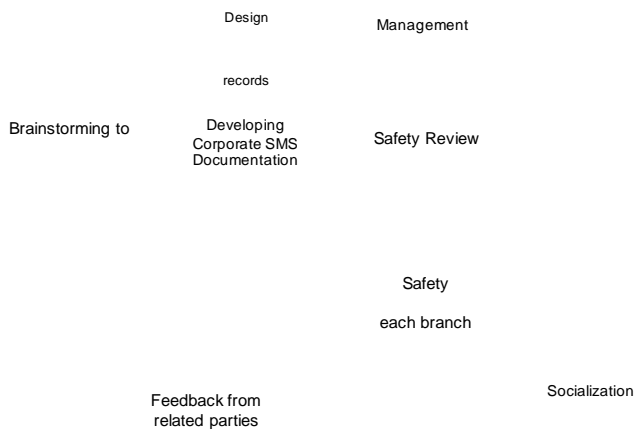 Design
Management
records
Brainstorming to
Developing
Corporate SMS
Documentation
Safety Review
Safety
each branch
Feedback from
related parties
Socialization